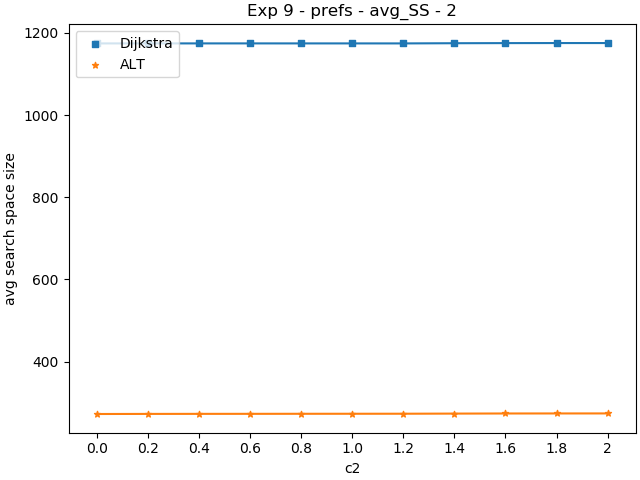 Exp 9 - prefs - avg_SS - 2
Dijkstra
ALT
1200
1000
800
600
400
avg search space size
0.0 0.2 0.4 0.6 0.8 1.0 1.2 1.4 1.6 1.8 2
c2